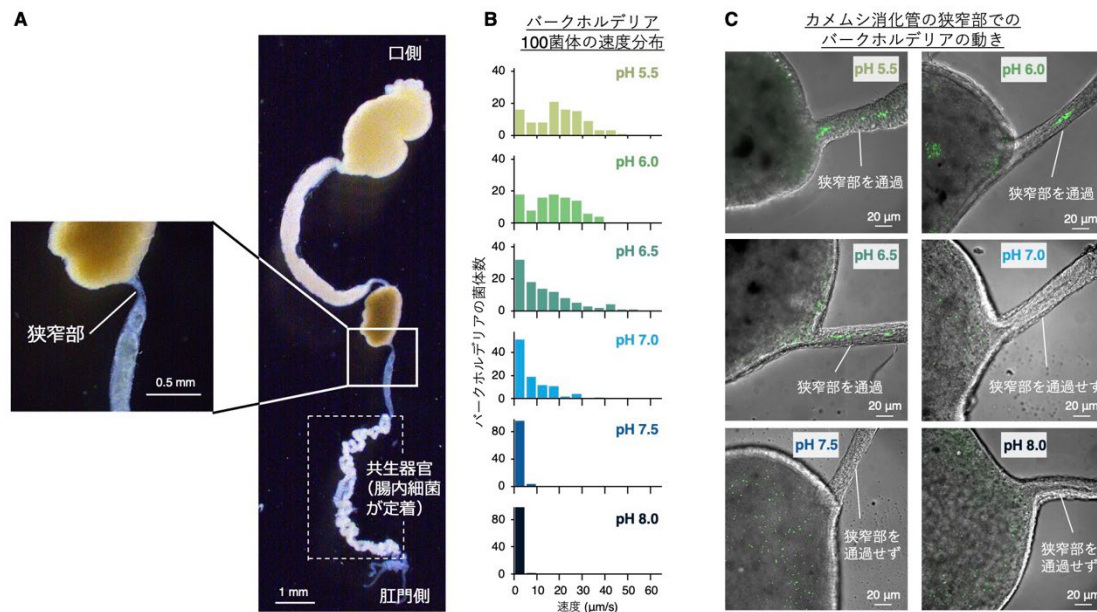 A
口側
狭窄部
0.5 mm
共生器官
（腸内細菌
が定着）
1 mm
肛門側
B
バークホルデリア
100菌体の速度分布
バークホルデリアの菌体数
pH 5.5
40
20
0
pH 6.0
40
20
0
pH 6.5
40
20
0
pH 7.0
40
20
0
pH 7.5
80
40
0
pH 8.0
80
40
0
0 10 20 30 40 50 60
速度 (μm/s)
C
カメムシ消化管の狭窄部での
バークホルデリアの動き
pH 5.5
狭窄部を通過
20 μm
pH 6.0
狭窄部を通過
20 μm
pH 6.5
狭窄部を通過
20 μm
pH 7.0
狭窄部を通過せず
20 μm
pH 7.5
狭窄部を
通過せず
20 μm
pH 8.0
狭窄部を
通過せず
20 μm